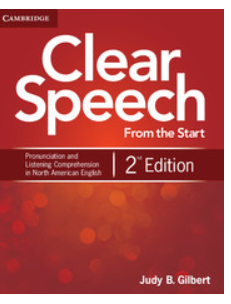 CAMBRIDGE
Clear
Speech
From the Start
Pronunciation and
Listening Comprehension
in North American English
2nd Edition
Judy B. Gilbert